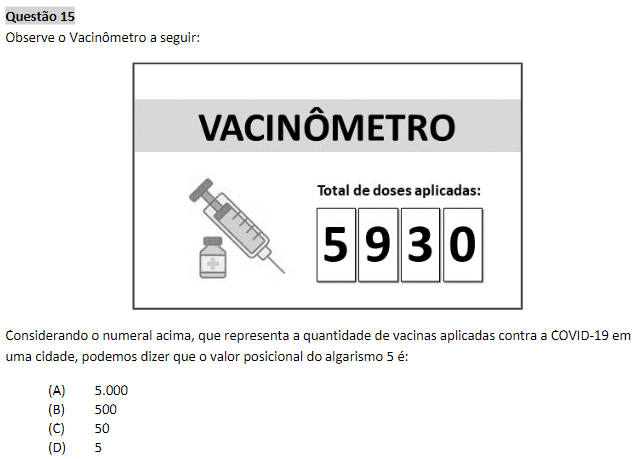 Questão 15
Observe o Vacinômetro a seguir:
VACINÔMETRO
Total de doses aplicadas:
5 9 3 0
Considerando o numeral acima, que representa a quantidade de vacinas aplicadas contra a COVID-19 em
uma cidade, podemos dizer que o valor posicional do algarismo 5 é:
(A) 5.000
(B) 500
(C) 50
(D) 5